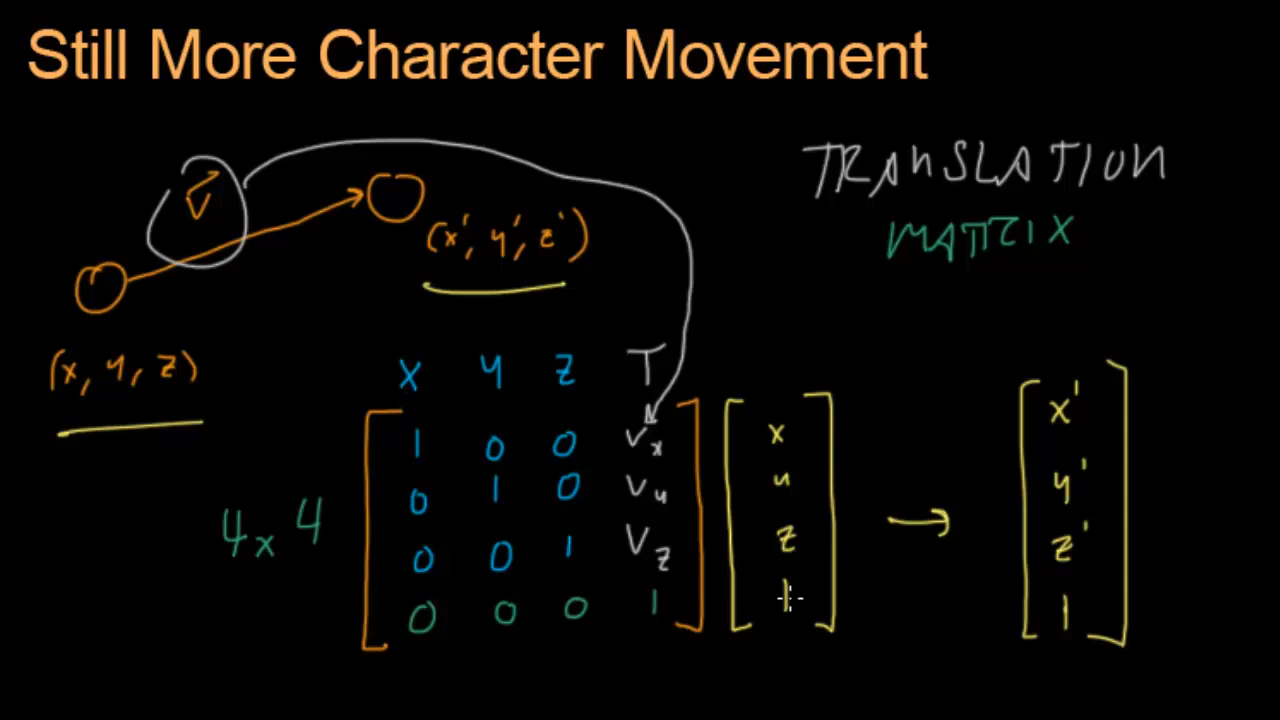 Still More Character Movement
TRANSLATION
MATRIX
v
(x', y', z')
(x, y, z)
X Y Z T
1 0 0 Vx x x'
0 1 0 Vy y y'
4x4
0 0 1 Vz z z'
0 0 0 1 1 1